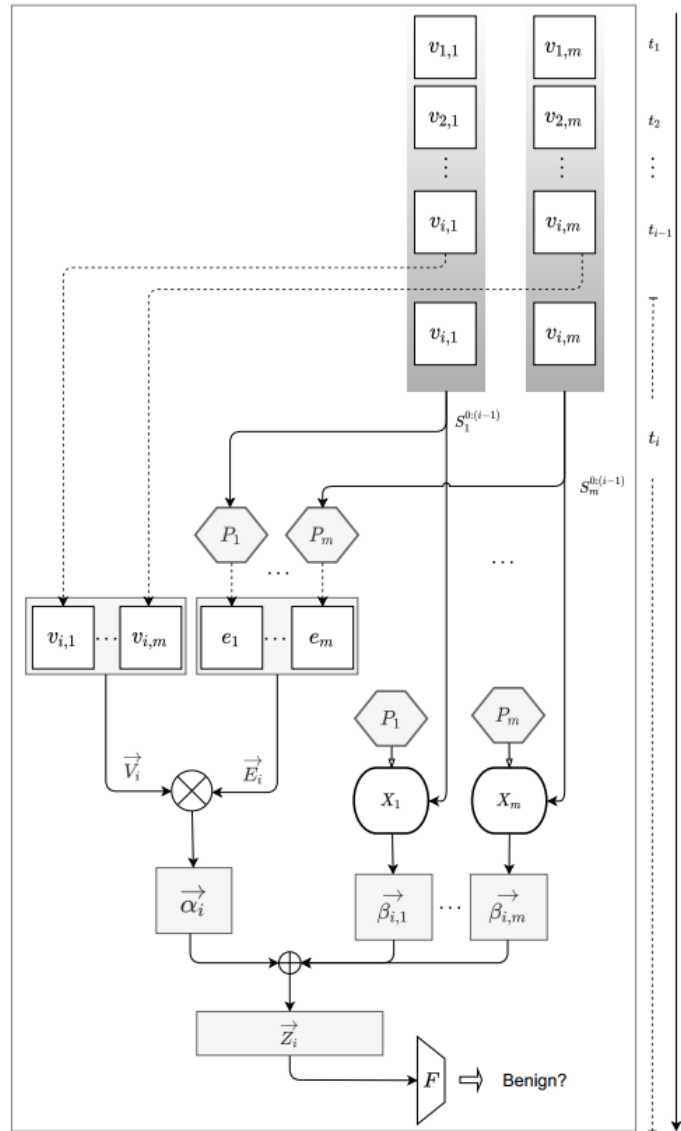 v1,1 v1,m t1
v2,1 v2,m t2
⋮ ⋮ ⋮
vi,1 vi,m ti−1
vi,1 vi,m
S1^0:(i−1) ti
Sm^0:(i−1)
P1 Pm
... ...
vi,1 ... vi,m e1 ... em
P1 Pm
Vi→ Ei→
X1 Xm
αi→ βi,1→ ... βi,m→
Zi→
F Benign?